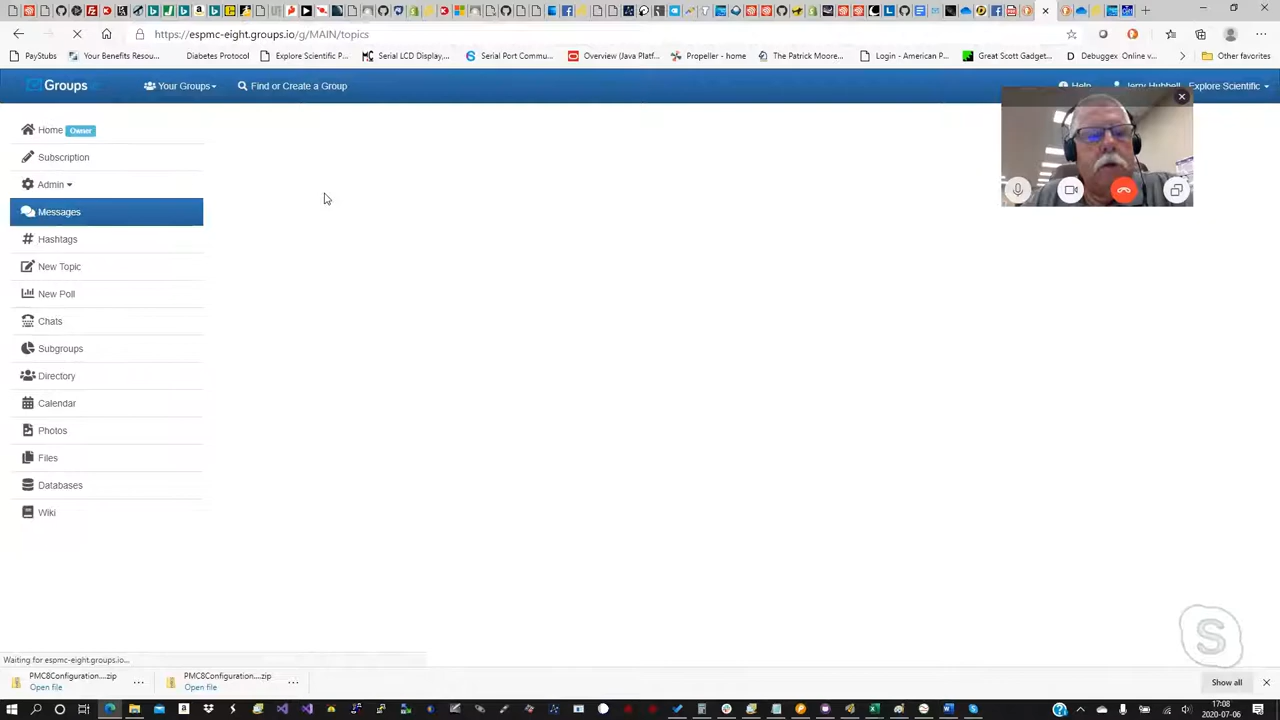 https://espmc-eight.groups.io/g/MAIN/topics
PayStubs
Your Benefits Resou...
Diabetes Protocol
Explore Scientific P...
Serial LCD Display,...
Serial Port Commu...
Overview (Java Platf...
Propeller - home
The Patrick Moore...
Login - American P...
Great Scott Gadget...
Debuggex Online v...
Other favorites
Groups
Your Groups
Find or Create a Group
Help
Jerry Hubbell
Explore Scientific
Home Owner
Subscription
Admin
Messages
Hashtags
New Topic
New Poll
Chats
Subgroups
Directory
Calendar
Photos
Files
Databases
Wiki
Waiting for espmc-eight.groups.io...
PMC8Configuration....zip
Open file
PMC8Configuration....zip
Open file
Show all
17:08
2020-07-06